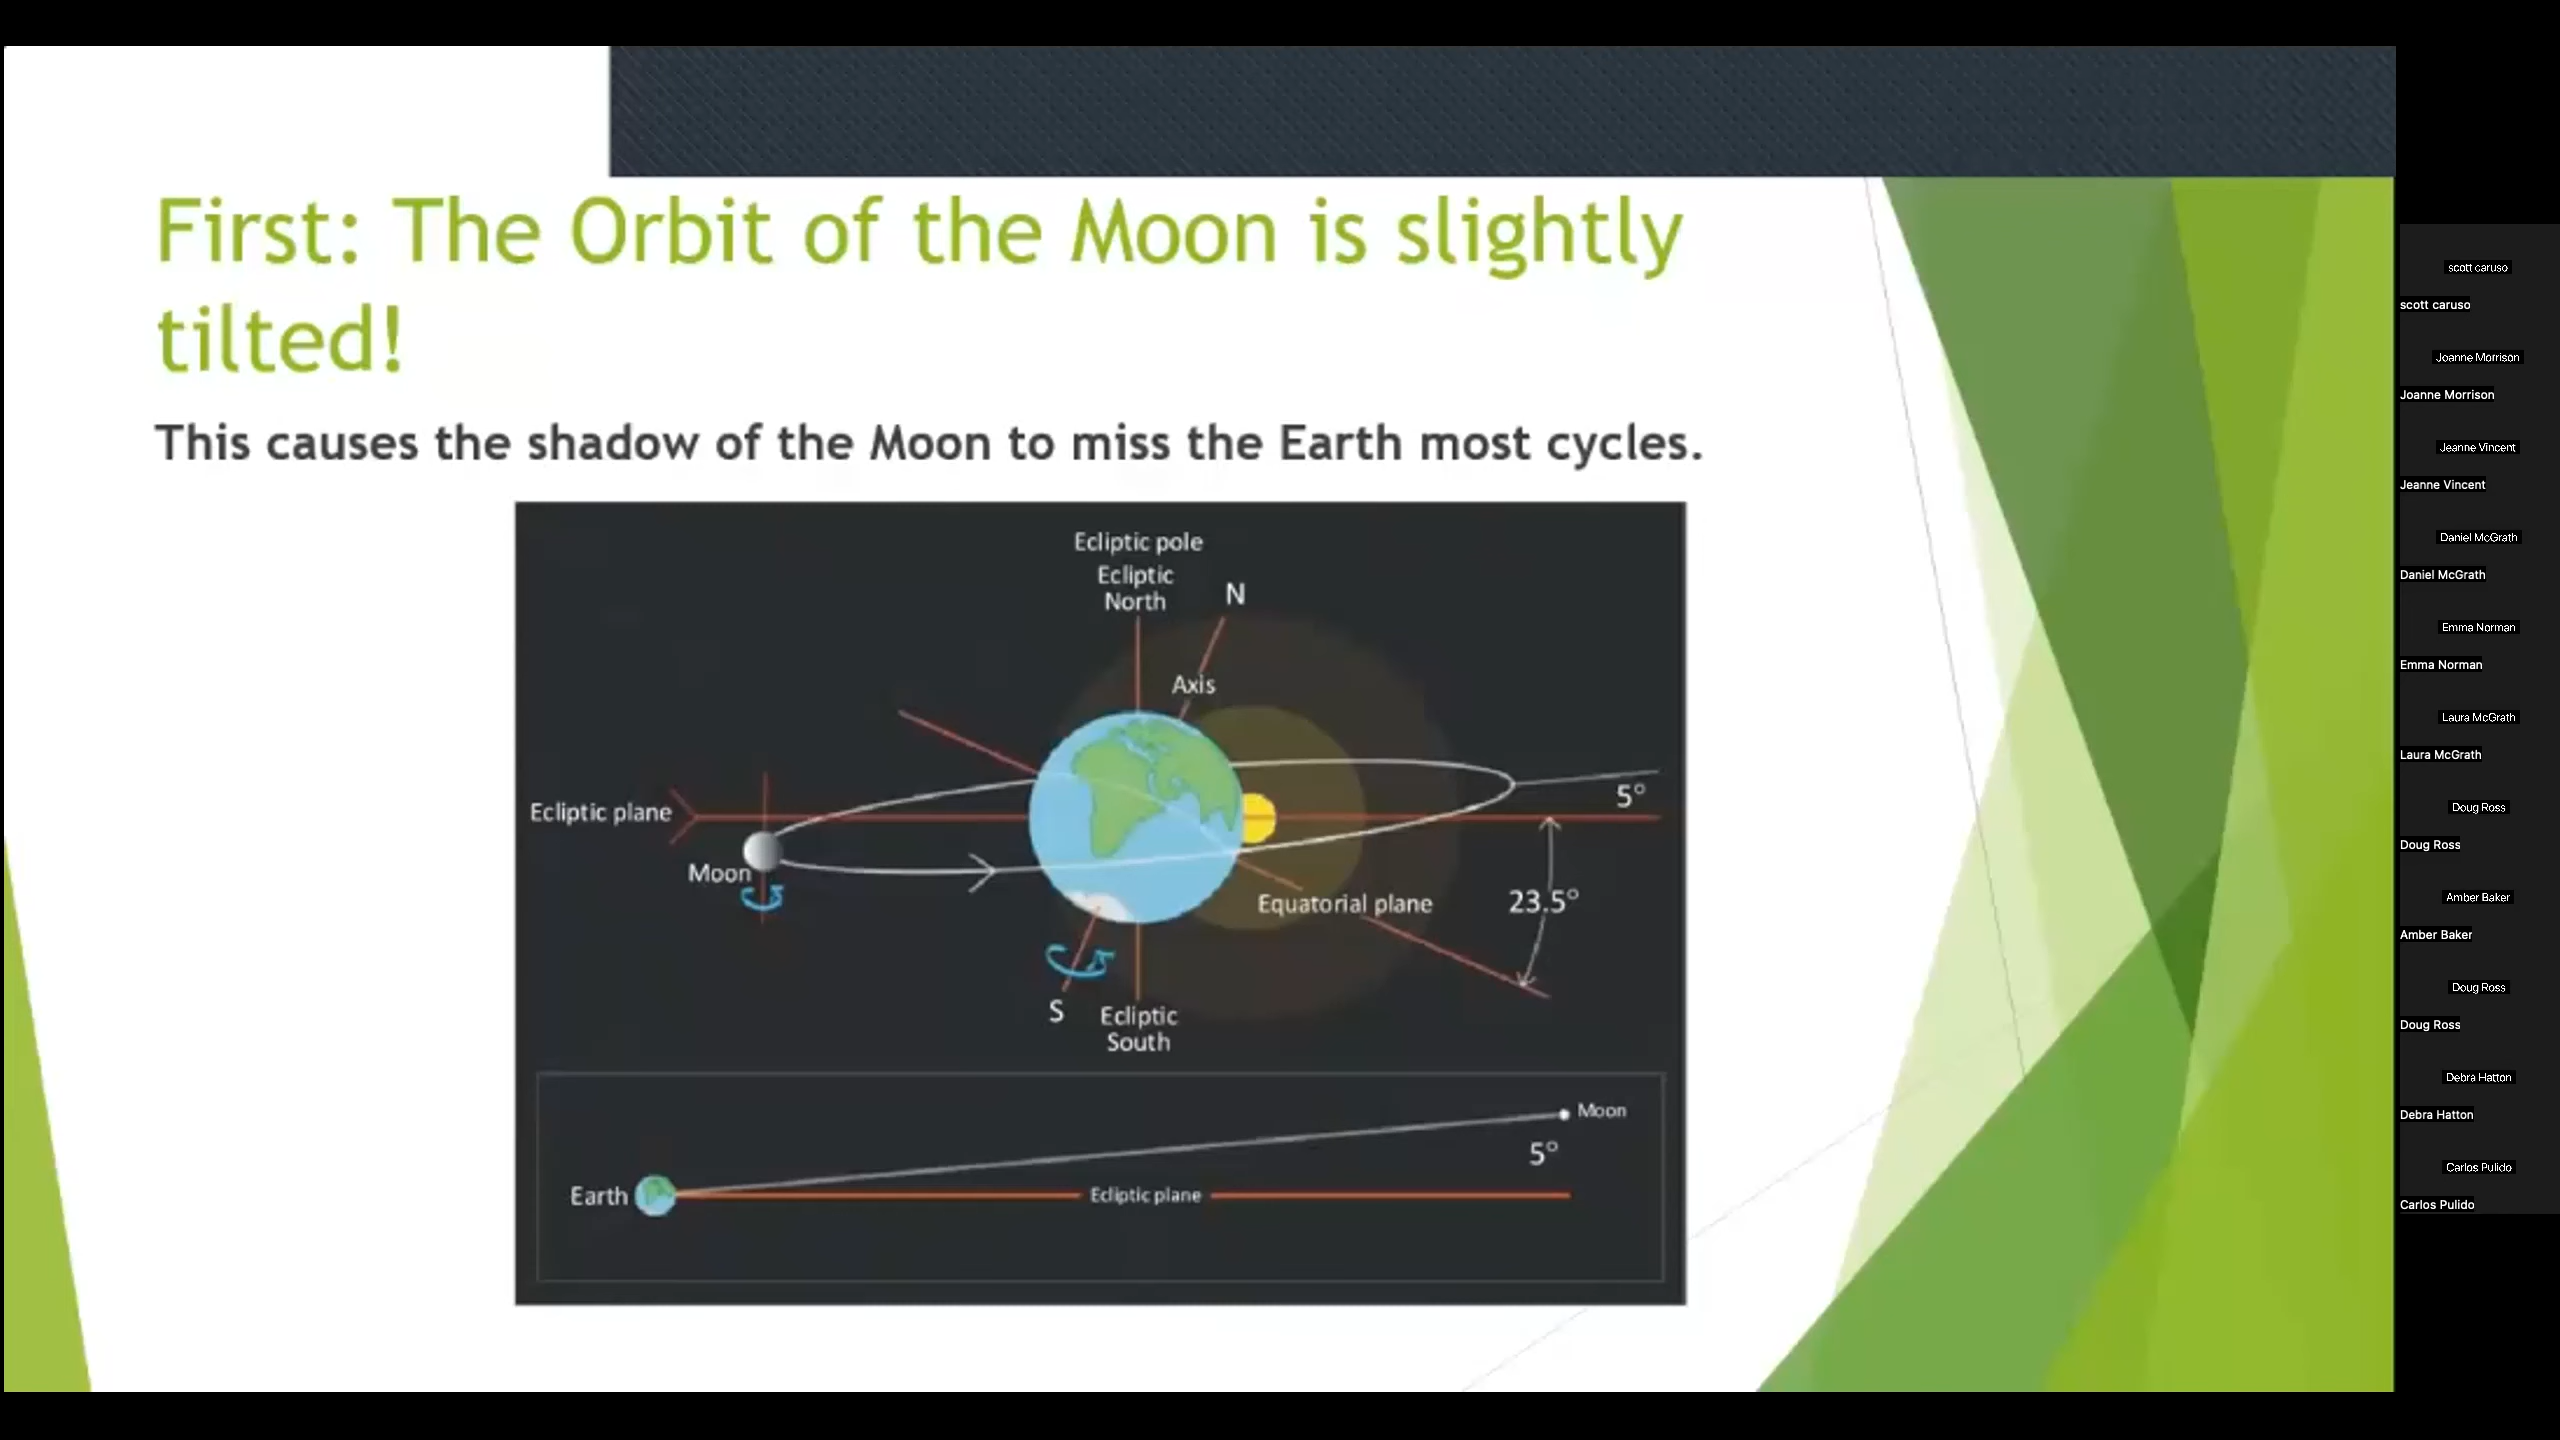 First: The Orbit of the Moon is slightly
tilted!
This causes the shadow of the Moon to miss the Earth most cycles.
Ecliptic pole
Ecliptic
North
N
Axis
Ecliptic plane
5°
Moon
Equatorial plane
23.5°
S
Ecliptic
South
Moon
5°
Earth
Ecliptic plane
scott caruso
scott caruso
Joanne Morrison
Joanne Morrison
Jeanne Vincent
Jeanne Vincent
Daniel McGrath
Daniel McGrath
Emma Norman
Emma Norman
Laura McGrath
Laura McGrath
Doug Ross
Doug Ross
Amber Baker
Amber Baker
Doug Ross
Doug Ross
Debra Hatton
Debra Hatton
Carlos Pulido
Carlos Pulido